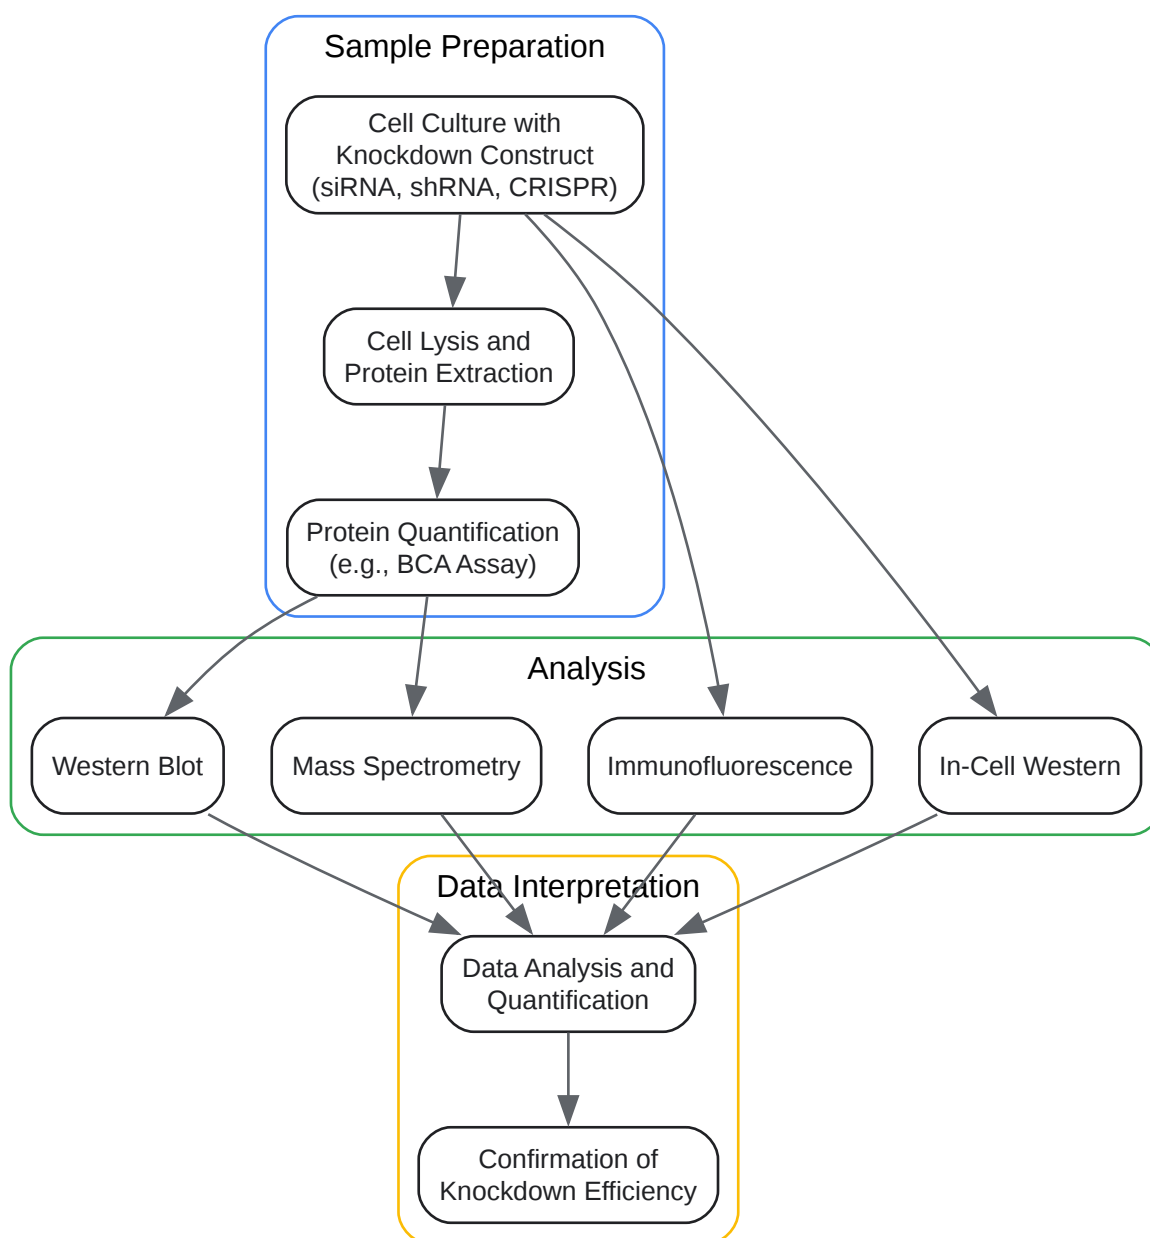 Sample Preparation
Cell Culture with
Knockdown Construct
(siRNA, shRNA, CRISPR)
Cell Lysis and
Protein Extraction
Protein Quantification
(e.g., BCA Assay)
Analysis
Western Blot
Mass Spectrometry
Immunofluorescence
In-Cell Western
Data Interpretation
Data Analysis and
Quantification
Confirmation of
Knockdown Efficiency